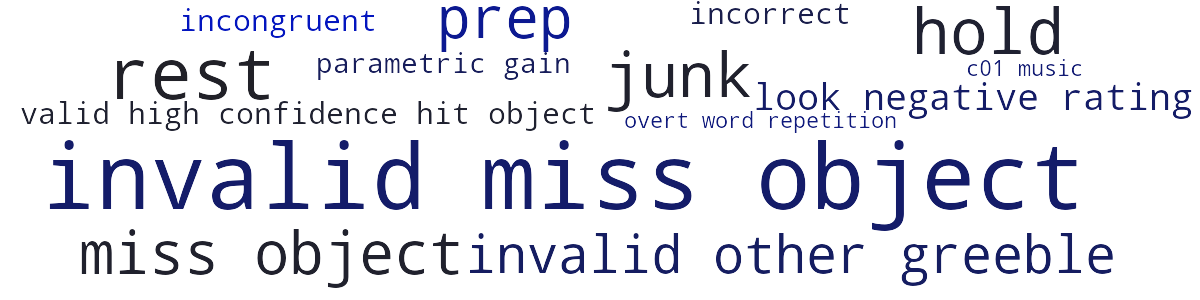 incongruent
prep
incorrect
hold
rest
parametric gain
junk
c01 music
valid high confidence hit object
look negative rating
overt word repetition
invalid miss object
miss object
invalid other greeble